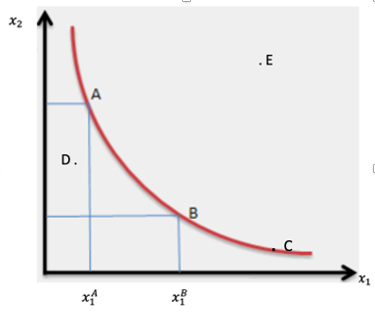 x₂
. E
A
D .
B
. C
x₁
x₁ᴬ
x₁ᴮ